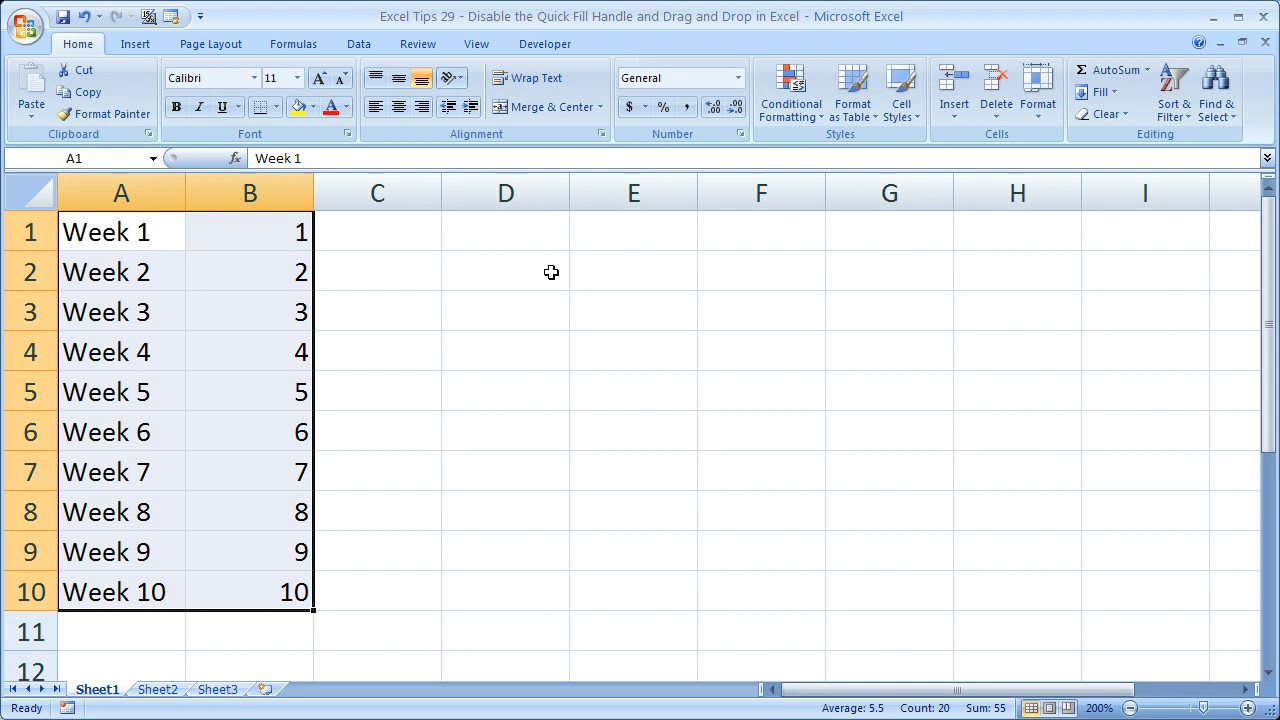 Excel Tips 29 - Disable the Quick Fill Handle and Drag and Drop in Excel - Microsoft Excel
Home Insert Page Layout Formulas Data Review View Developer
Paste
Cut
Copy
Format Painter
Clipboard
Calibri 11
B I U
Font
Wrap Text
Merge & Center
Alignment
General
$ % ,
Number
Conditional Formatting
Format as Table
Cell Styles
Styles
Insert Delete Format
Cells
AutoSum
Fill
Clear
Sort & Filter
Find & Select
Editing
A1 fx Week 1
A B C D E F G H I
1 Week 1 1
2 Week 2 2
3 Week 3 3
4 Week 4 4
5 Week 5 5
6 Week 6 6
7 Week 7 7
8 Week 8 8
9 Week 9 9
10 Week 10 10
11
12
Sheet1 Sheet2 Sheet3
Ready Average: 5.5 Count: 20 Sum: 55 200%